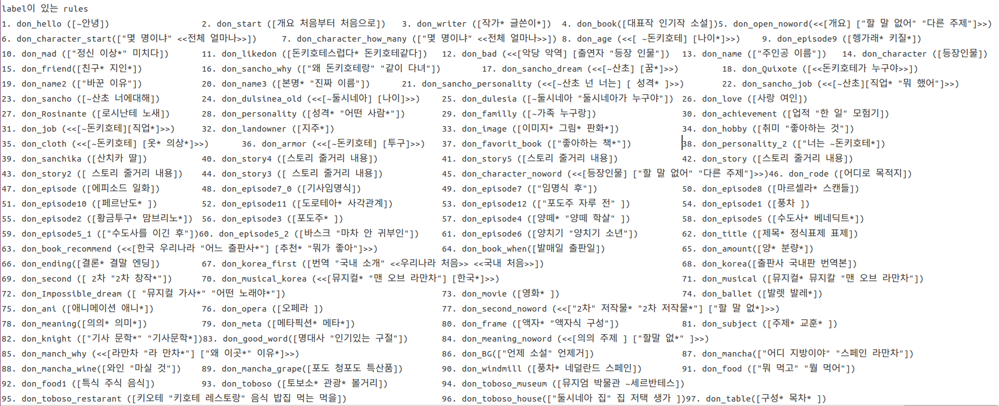 label이 있는 rules
1. don_hello ([~안녕]) 2. don_start ([개요 처음부터 처음으로]) 3. don_writer ([작가* 글쓴이*]) 4. don_book([대표작 인기작 소설])5. don_open_noword(<<[개요] ["할 말 없어" "다른 주제"]>>)
6. don_character_start(["몇 명이냐" <<전체 얼마나>>]) 7. don_character_how_many (["몇 명이냐" <<전체 얼마나>>]) 8. don_age (<<[ ~돈키호테] [나이*]>>) 9. don_episode9 ([헹가래* 키질*])
10. don_mad (["정신 이상*" 미치다]) 11. don_likedon ([돈키호테스럽다* 돈키호테같다]) 12. don_bad (<<[악당 악역] [출연자 "등장 인물"]) 13. don_name (["주인공 이름"]) 14. don_character ([등장인물])
15. don_friend([친구* 지인*]) 16. don_sancho_why (["왜 돈키호테랑" "같이 다녀"]) 17. don_sancho_dream (<<[~산초] [꿈*]>>) 18. don_Quixote ([<<돈키호테가 누구야>>])
19. don_name2 (["바꾼 이유"]) 20. don_name3 ([본명* "진짜 이름"]) 21. don_sancho_personality (<<[~산초 넌 너는] [ 성격* ]>>) 22. don_sancho_job (<<[~산초][직업* "뭐 했어"]>>)
23. don_sancho ([~산초 너에대해]) 24. don_dulsinea_old (<<[~둘시네아] [나이]>>) 25. don_dulesia ([~둘시네아 "둘시네아가 누구야"]) 26. don_love ([사랑 여인])
27. don_Rosinante ([로시난테 노새]) 28. don_personality ([성격* "어떤 사람*"]) 29. don_familly ([~가족 누구랑]) 30. don_achievement ([업적 "한 일" 모험기])
31. don_job (<<[~돈키호테][직업*]>>) 32. don_landowner ([지주*]) 33. don_image ([이미지* 그림* 판화*]) 34. don_hobby ([취미 "좋아하는 것"])
35. don_cloth (<<[~돈키호테] [옷* 의상*]>>) 36. don_armor (<<[~돈키호테] [투구]>>) 37. don_favorit_book (["좋아하는 책*"]) 38. don_personality_2 (["너는 ~돈키호테*])
39. don_sanchika ([산치카 딸]) 40. don_story4 ([스토리 줄거리 내용]) 41. don_story5 ([스토리 줄거리 내용]) 42. don_story ([스토리 줄거리 내용])
43. don_story2 ([ 스토리 줄거리 내용]) 44. don_story3 ([ 스토리 줄거리 내용]) 45. don_character_noword (<<[등장인물] ["할 말 없어" "다른 주제"]>>)46. don_rode ([어디로 목적지])
47. don_episode ([에피소드 일화]) 48. don_episode7_0 ([기사임명식]) 49. don_episode7 (["임명식 후"]) 50. don_episode8 ([마르셀라* 스캔들])
51. don_episode10 ([페르난도* ]) 52. don_episode11 ([도로테아* 사각관계]) 53. don_episode12 (["포도주 자루 전" ]) 54. don_episode1 ([풍차 ])
55. don_episode2 ([황금투구* 맘브리노*]) 56. don_episode3 ([포도주* ]) 57. don_episode4 ([양떼* "양떼 학살" ]) 58. don_episode5 ([수도사* 베네딕트*])
59. don_episode5_1 (["수도사를 이긴 후"])60. don_episode5_2 ([바스크 "마차 안 귀부인"]) 61. don_episode6 ([양치기 "양치기 소년"]) 62. don_title ([제목* 정식표제 표제])
63. don_book_recommend (<<[한국 우리나라 "어느 출판사*"] [추천* "뭐가 좋아"]>>) 64. don_book_when([발매일 출판일]) 65. don_amount([양* 분량*])
66. don_ending([결론* 결말 엔딩]) 67. don_korea_first ([번역 "국내 소개" <<우리나라 처음>> <<국내 처음>>]) 68. don_korea([출판사 국내판 번역본])
69. don_second ([ 2차 "2차 창작*"]) 70. don_musical_korea (<<[뮤지컬* "맨 오브 라만차"] [한국*]>>) 71. don_musical ([뮤지컬* 뮤지칼 "맨 오브 라만차"])
72. don_Impossible_dream ([ "뮤지컬 가사*" "어떤 노래야*"]) 73. don_movie ([영화* ]) 74. don_ballet ([발렛 발레*])
75. don_ani ([애니메이션 애니*]) 76. don_opera ([오페라 ]) 77. don_second_noword (<<["2차" 저작물* "2차 저작물*"] ["할 말 없*]>>)
78. don_meaning([의의* 의미*]) 79. don_meta ([메타픽션* 메타*]) 80. don_frame ([액자* "액자식 구성"]) 81. don_subject ([주제* 교훈* ])
82. don_knight (["기사 문학*" "기사문학*])83. don_good_word([명대사 "인기있는 구절"]) 84. don_meaning_noword (<<[의의 주제 ] ["할말 없*" ]>>)
85. don_manch_why (<<[라만차 "라 만차*"] ["왜 이곳*" 이유*]>>) 86. don_BG(["언제 소설" 언제거]) 87. don_mancha(["어디 지방이야" "스페인 라만차"])
88. don_mancha_wine([와인 "마실 것"]) 89. don_mancha_grape([포도 청포도 특산품]) 90. don_windmill ([풍차* 네덜란드 스페인]) 91. don_food (["뭐 먹고" "뭘 먹어"])
92. don_food1 ([특식 주식 음식]) 93. don_toboso ([토보소* 관광* 볼거리]) 94. don_toboso_museum ([뮤지엄 박물관 ~세르반테스])
95. don_toboso_restarant ([키오테 "키호테 레스토랑" 음식 밥집 먹는 먹을]) 96. don_toboso_house(["둘시네아 집" 집 저택 생가 ])97. don_table([구성* 목차* ])